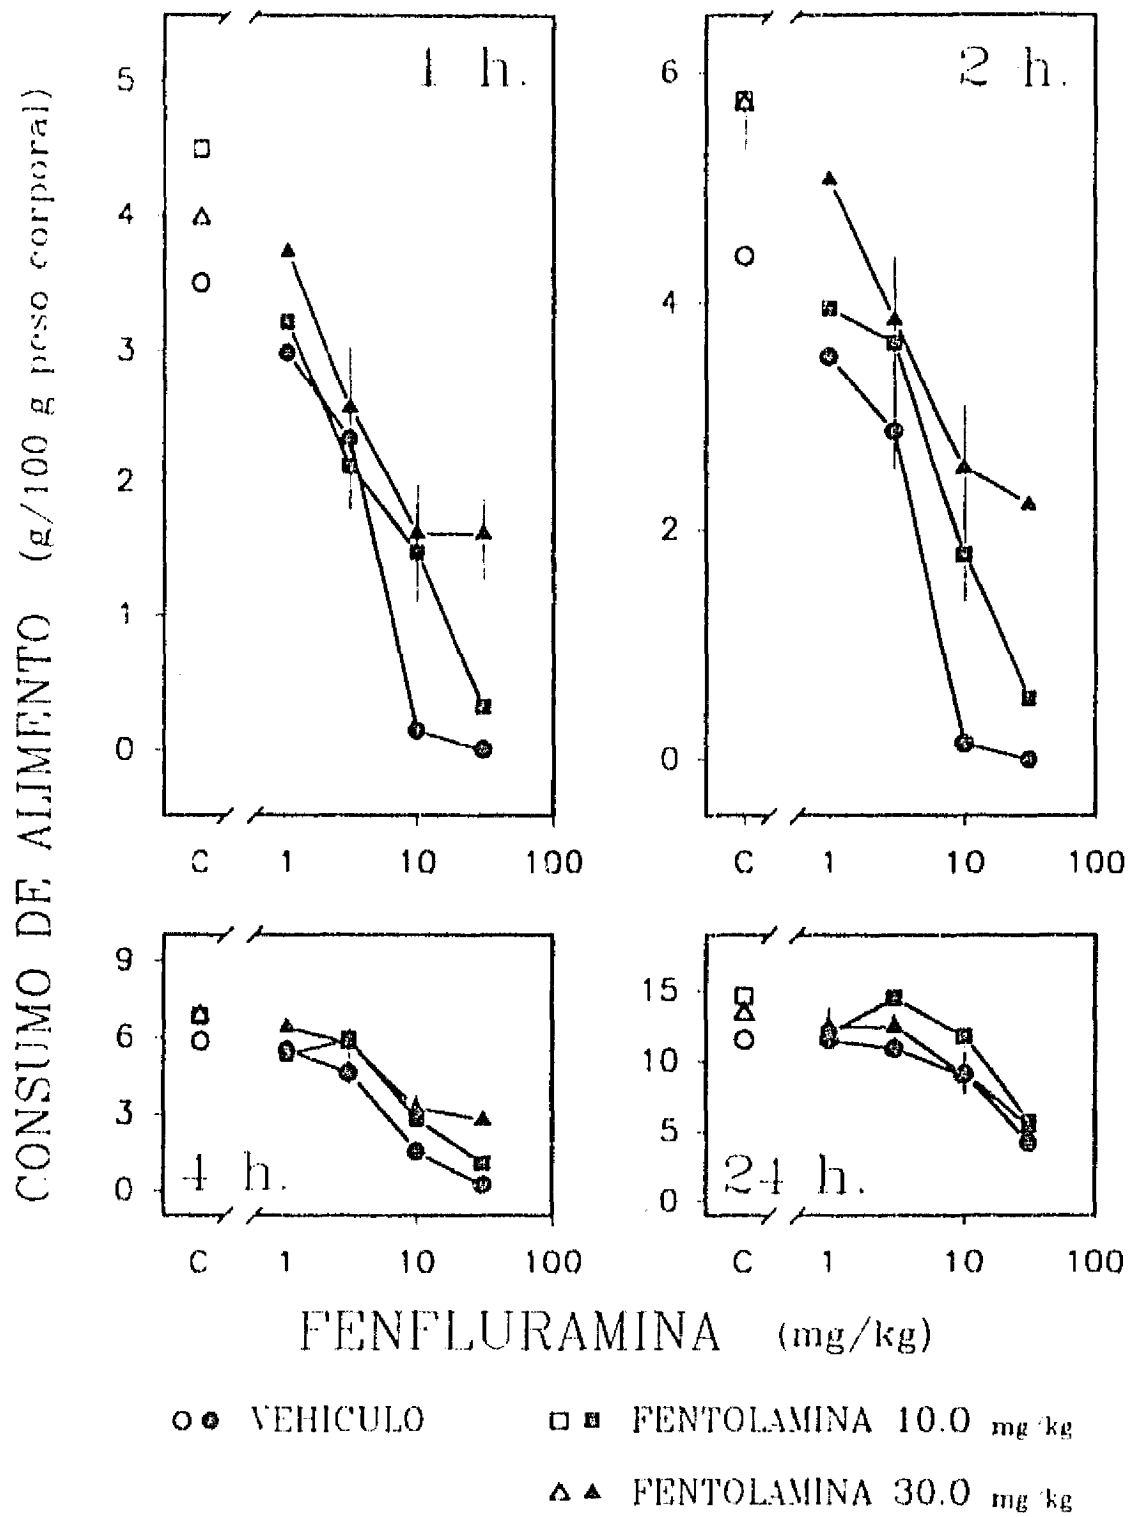 CONSUMO DE ALIMENTO (g/100 g peso corporal)
1 h.
5
4
3
2
1
0
C 1 10 100
2 h.
6
4
2
0
C 1 10 100
4 h.
9
6
3
0
C 1 10 100
24 h.
15
10
5
0
C 1 10 100
FENFLURAMINA (mg/kg)
VEHICULO
FENTOLAMINA 10.0 mg/kg
FENTOLAMINA 30.0 mg/kg